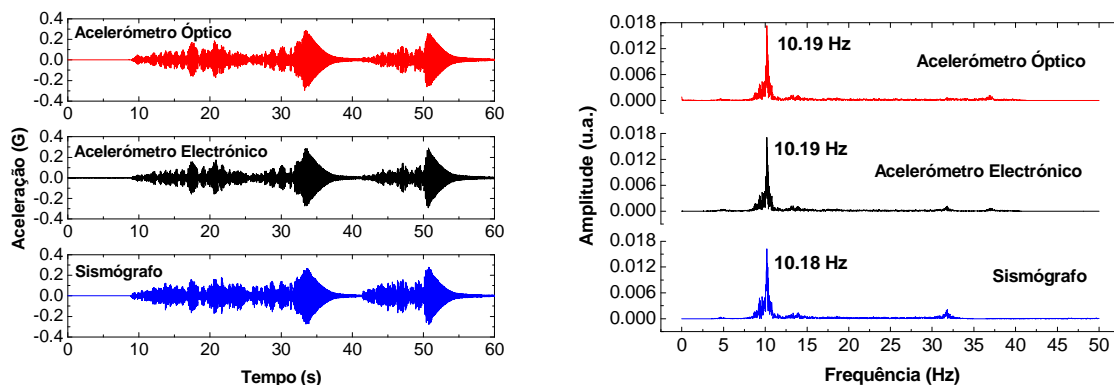 Aceleração (G)
0.4
0.2
0.0
-0.2
-0.4
Acelerómetro Óptico
0 10 20 30 40 50 60
0.4
0.2
0.0
-0.2
-0.4
Acelerómetro Electrónico
0 10 20 30 40 50 60
0.4
0.2
0.0
-0.2
-0.4
Sismógrafo
0 10 20 30 40 50 60
Tempo (s)
Amplitude (u.a.)
0.018
0.012
0.006
0.000
10.19 Hz
Acelerómetro Óptico
0.018
0.012
0.006
0.000
10.19 Hz
Acelerómetro Electrónico
0.018
0.012
0.006
0.000
10.18 Hz
Sismógrafo
0 5 10 15 20 25 30 35 40 45 50
Frequência (Hz)